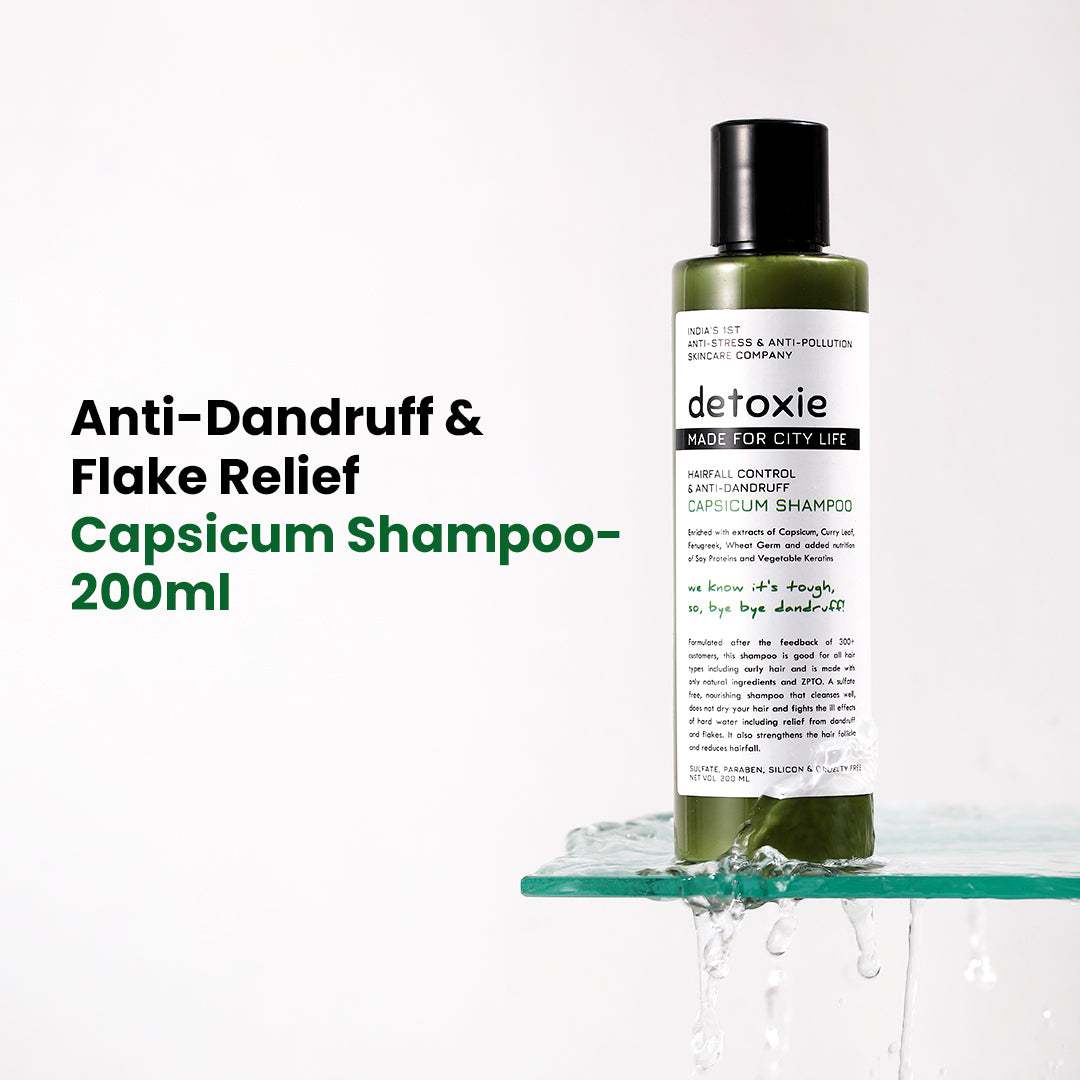 Anti-Dandruff &
Flake Relief
Capsicum Shampoo-
200ml
INDIA'S 1ST
ANTI-STRESS & ANTI-POLLUTION
SKINCARE COMPANY
detoxie
MADE FOR CITY LIFE
HAIRFALL CONTROL
& ANTI-DANDRUFF
CAPSICUM SHAMPOO
Enriched with extracts of Capsicum, Curry Leaf,
Fenugreek, Wheat Germ and added nutrition
of Soy Proteins and Vegetable Keratins
we know it's tough,
so, bye bye dandruff!
Formulated after the feedback of 300+
customers, this shampoo is good for all hair
types including curly hair and is made with
only natural ingredients and ZPTO. A sulfate
free, nourishing shampoo that cleanses well,
does not dry your hair and fights the ill effects
of hard water including relief from dandruff
and flakes. It also strengthens the hair follicle
and reduces hairfall.
SULFATE, PARABEN, SILICON & CRUELTY FREE
NET VOL. 200 ML